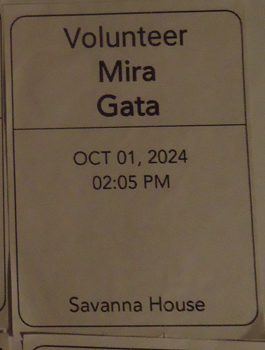 Volunteer
Mira
Gata
OCT 01, 2024
02:05 PM
Savanna House